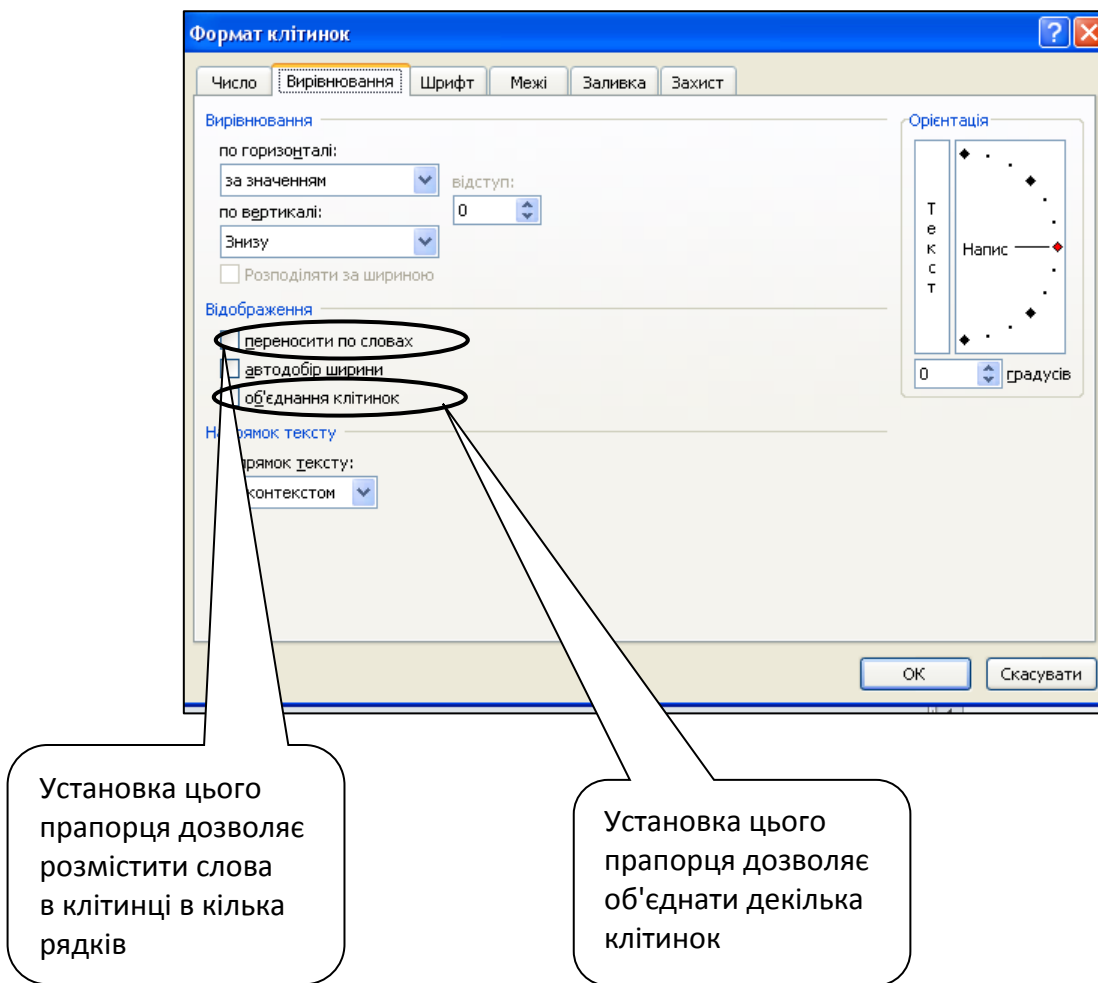 Формат клітинок
Число Вирівнювання Шрифт Межі Заливка Захист
Вирівнювання
по горизонталі:
за значенням
відступ:
0
по вертикалі:
Знизу
Розподіляти за шириною
Відображення
переносити по словах
автодобір ширини
об'єднання клітинок
тексту
тексту:
контекстом
Орієнтація
Т
е
к
с
т
Напис
0 градусів
ОК Скасувати
Установка цього
прапорця дозволяє
розмістити слова
в клітинці в кілька
рядків
Установка цього
прапорця дозволяє
об'єднати декілька
клітинок